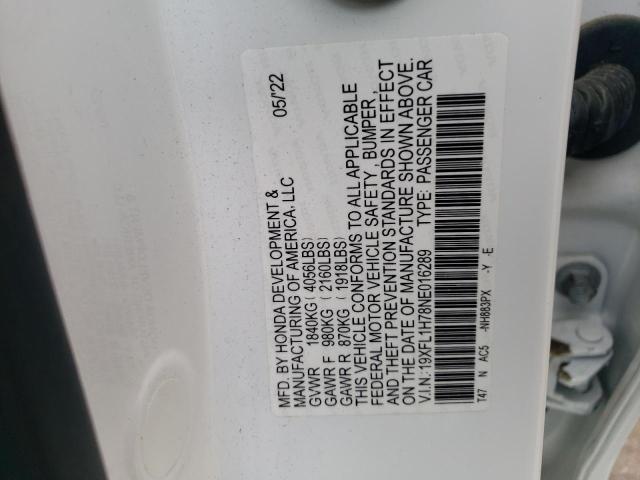 MFD. BY HONDA DEVELOPMENT & 05/22
MANUFACTURING OF AMERICA, LLC
GVWR 1840KG (4056LBS)
GAWR F 980KG (2160LBS)
GAWR R 870KG (1918LBS)
THIS VEHICLE CONFORMS TO ALL APPLICABLE
FEDERAL MOTOR VEHICLE SAFETY, BUMPER,
AND THEFT PREVENTION STANDARDS IN EFFECT
ON THE DATE OF MANUFACTURE SHOWN ABOVE.
V.I.N.:19XFL1H78NE016289 TYPE: PASSENGER CAR
T47 N AC5 -NH883PX -Y -E